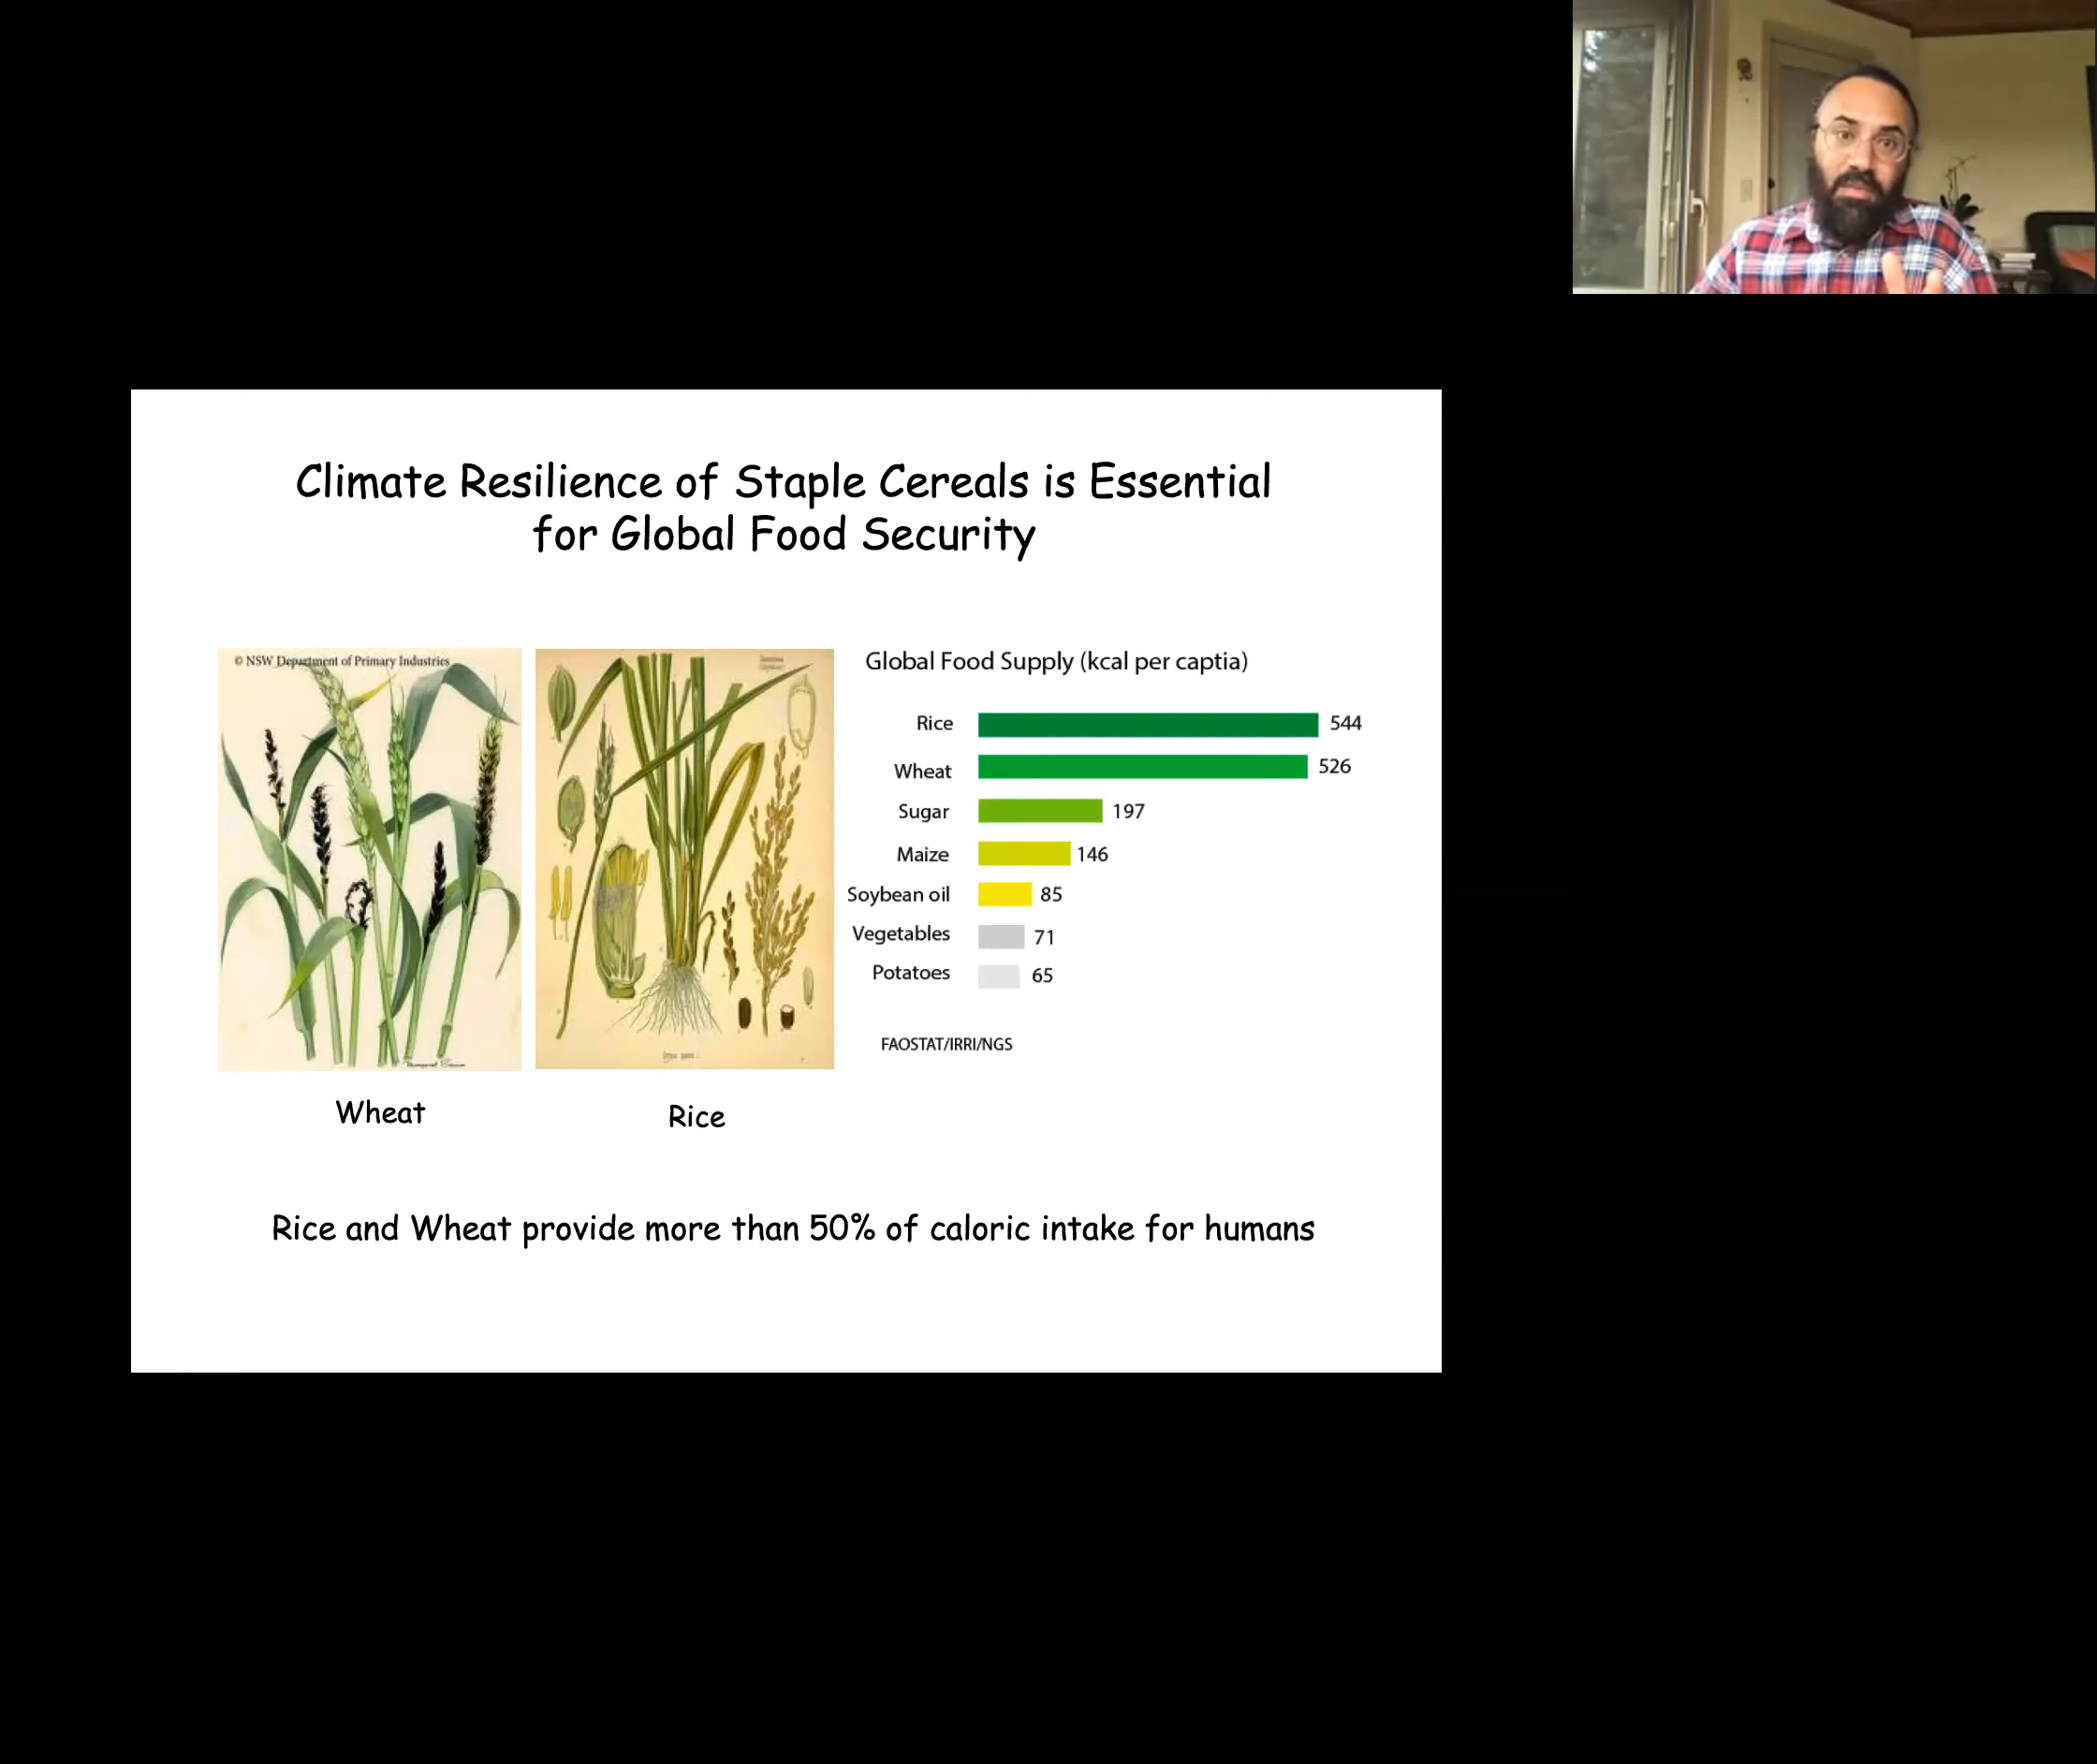 Climate Resilience of Staple Cereals is Essential
for Global Food Security
© NSW Department of Primary Industries
Wheat
Rice
Global Food Supply (kcal per captia)
Rice 544
Wheat 526
Sugar 197
Maize 146
Soybean oil 85
Vegetables 71
Potatoes 65
FAOSTAT/IRRI/NGS
Rice and Wheat provide more than 50% of caloric intake for humans